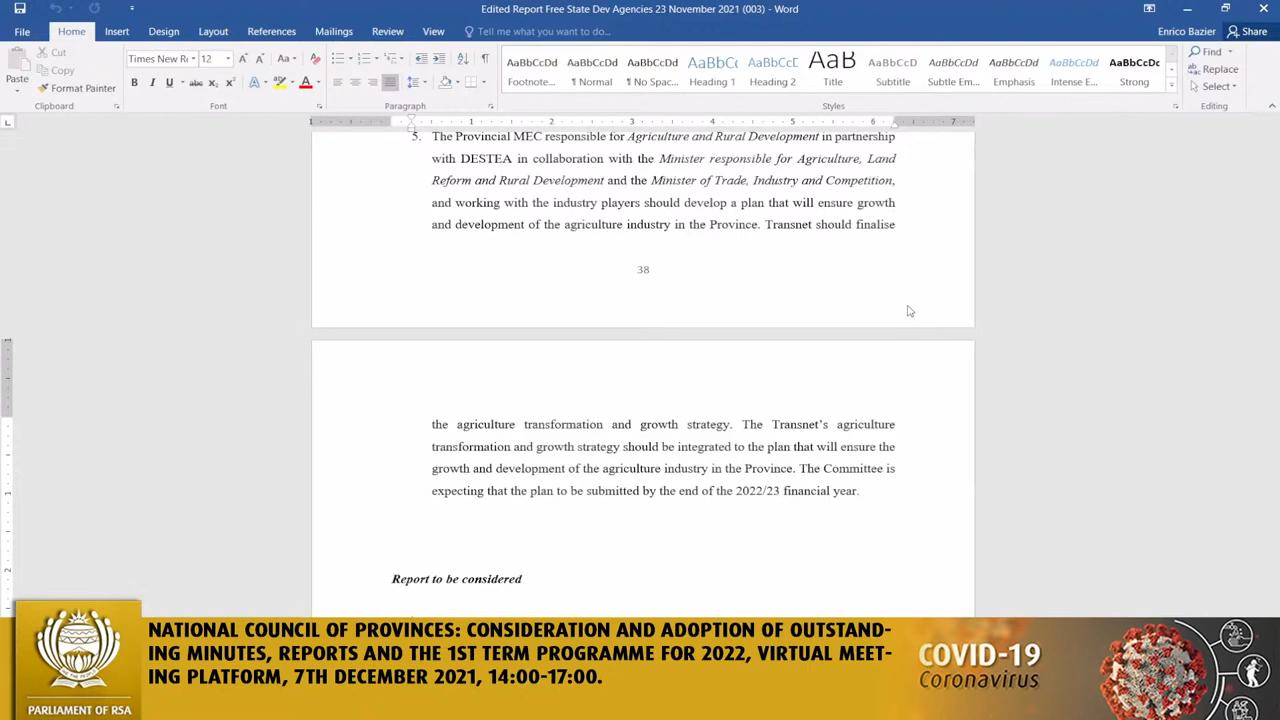 Edited Report Free State Dev Agencies 23 November 2021 (003) - Word
File Home Insert Design Layout References Mailings Review View Tell me what you want to do... Enrico Bazier Share
Cut
Copy
Format Painter
Paste
Times New Ro 12
AaBbCcDd AaBbCcDd AaBbCcDd AaBbCc AaBbCcC AaB AaBbCcD AaBbCcDd AaBbCcDd AaBbCcDd AaBbCcDc
Footnote... ¶ Normal ¶ No Spac... Heading 1 Heading 2 Title Subtitle Subtle Em... Emphasis Intense E... Strong
Find
Replace
Select
Clipboard Font Paragraph Styles Editing
1 1 2 3 4 5 6 7
5. The Provincial MEC responsible for Agriculture and Rural Development in partnership
with DESTEA in collaboration with the Minister responsible for Agriculture, Land
Reform and Rural Development and the Minister of Trade, Industry and Competition,
and working with the industry players should develop a plan that will ensure growth
and development of the agriculture industry in the Province. Transnet should finalise
38
the agriculture transformation and growth strategy. The Transnet's agriculture
transformation and growth strategy should be integrated to the plan that will ensure the
growth and development of the agriculture industry in the Province. The Committee is
expecting that the plan to be submitted by the end of the 2022/23 financial year.
Report to be considered
NATIONAL COUNCIL OF PROVINCES: CONSIDERATION AND ADOPTION OF OUTSTAND-
ING MINUTES, REPORTS AND THE 1ST TERM PROGRAMME FOR 2022, VIRTUAL MEET-
ING PLATFORM, 7TH DECEMBER 2021, 14:00-17:00.
PARLIAMENT OF RSA
COVID-19
Coronavirus